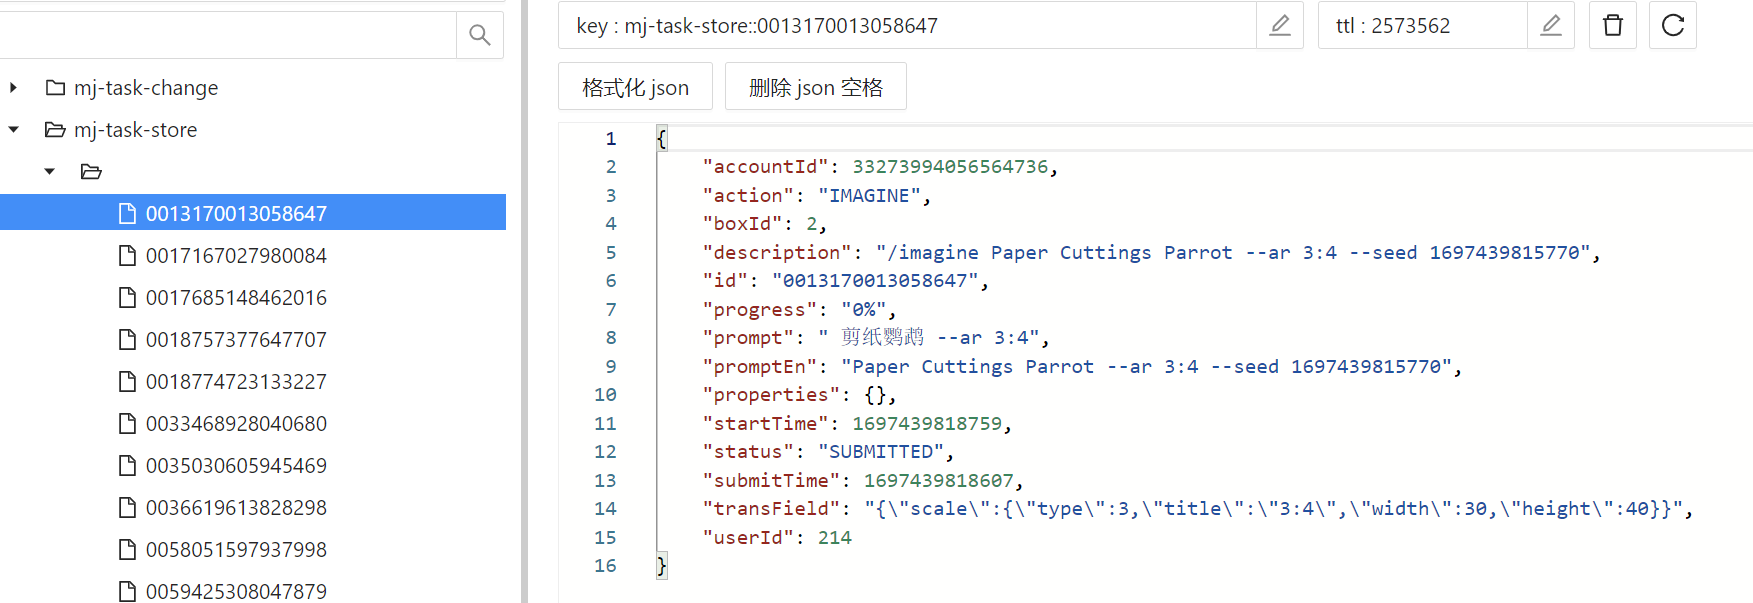 key : mj-task-store::0013170013058647
ttl : 2573562
mj-task-change
mj-task-store
0013170013058647
0017167027980084
0017685148462016
0018757377647707
0018774723133227
0033468928040680
0035030605945469
0036619613828298
0058051597937998
0059425308047879
格式化 json
删除 json 空格
1 {
2 "accountId": 33273994056564736,
3 "action": "IMAGINE",
4 "boxId": 2,
5 "description": "/imagine Paper Cuttings Parrot --ar 3:4 --seed 1697439815770",
6 "id": "0013170013058647",
7 "progress": "0%",
8 "prompt": " 剪纸鹦鹉 --ar 3:4",
9 "promptEn": "Paper Cuttings Parrot --ar 3:4 --seed 1697439815770",
10 "properties": {},
11 "startTime": 1697439818759,
12 "status": "SUBMITTED",
13 "submitTime": 1697439818607,
14 "transField": "{\"scale\":{\"type\":3,\"title\":\"3:4\",\"width\":30,\"height\":40}}",
15 "userId": 214
16 }